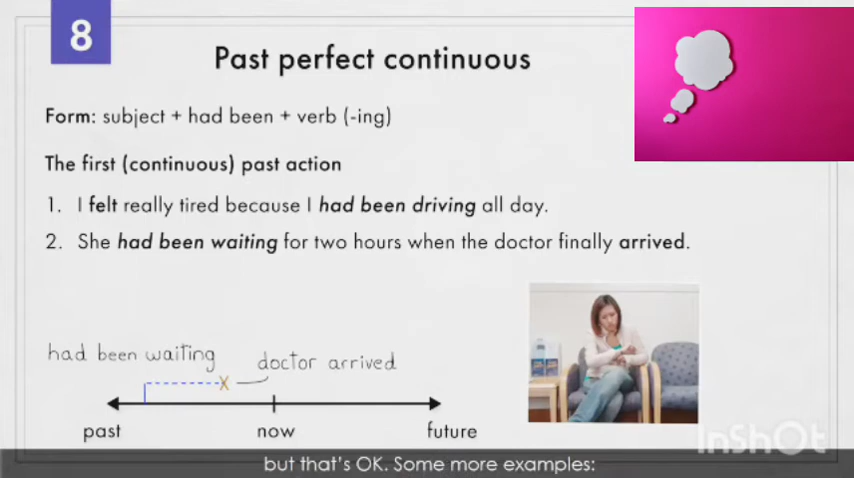 8
Past perfect continuous
Form: subject + had been + verb (-ing)
The first (continuous) past action
1. I felt really tired because I had been driving all day.
2. She had been waiting for two hours when the doctor finally arrived.
had been waiting
doctor arrived
X
past now future
InShOt
but that's OK. Some more examples: